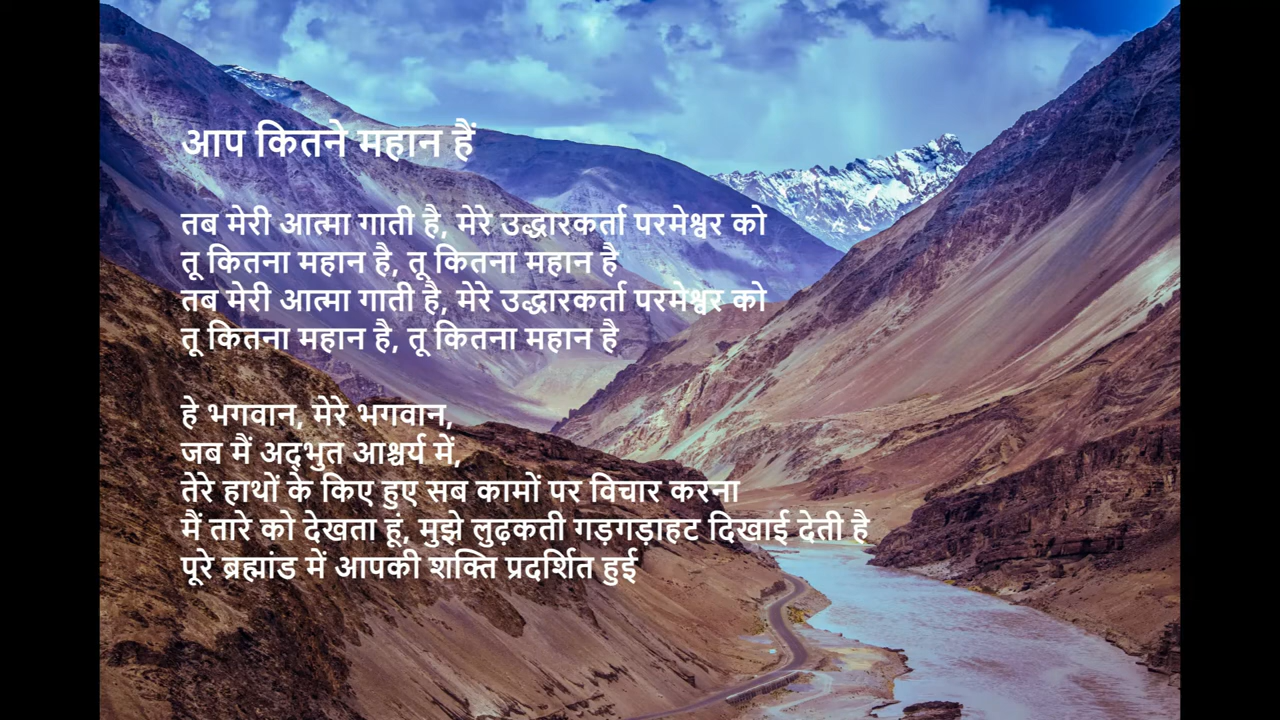 आप कितने महान हैं
तब मेरी आत्मा गाती है, मेरे उद्धारकर्ता परमेश्वर को
तू कितना महान है, तू कितना महान है
तब मेरी आत्मा गाती है, मेरे उद्धारकर्ता परमेश्वर को
तू कितना महान है, तू कितना महान है
हे भगवान, मेरे भगवान,
जब मैं अद्भुत आश्चर्य में,
तेरे हाथों के किए हुए सब कामों पर विचार करना
मैं तारे को देखता हूं, मुझे लुढ़कती गड़गड़ाहट दिखाई देती है
पूरे ब्रह्मांड में आपकी शक्ति प्रदर्शित हुई